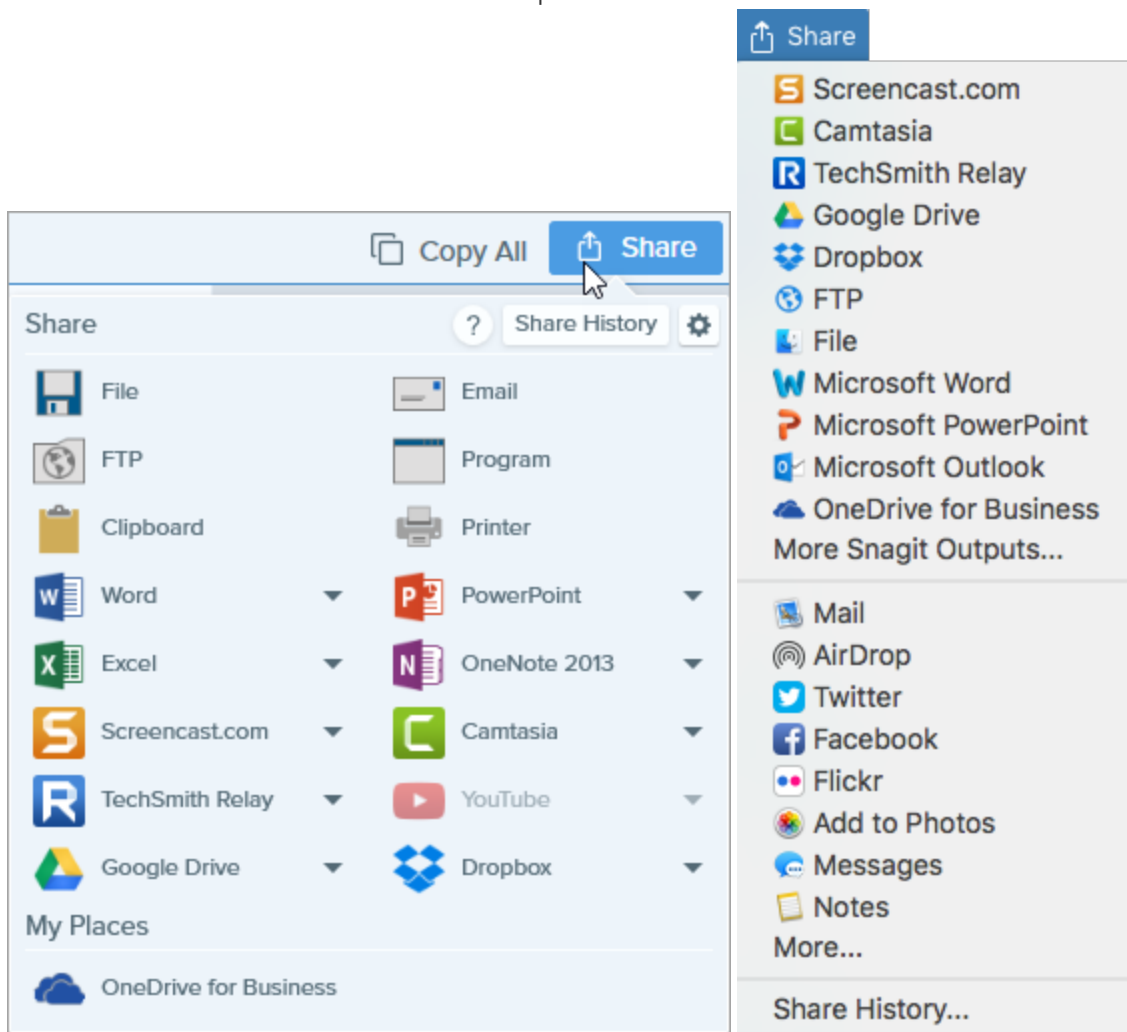 Copy All Share
Share ? Share History
File Email
FTP Program
Clipboard Printer
Word PowerPoint
Excel OneNote 2013
Screencast.com Camtasia
TechSmith Relay YouTube
Google Drive Dropbox
My Places
OneDrive for Business
Share
Screencast.com
Camtasia
TechSmith Relay
Google Drive
Dropbox
FTP
File
Microsoft Word
Microsoft PowerPoint
Microsoft Outlook
OneDrive for Business
More Snagit Outputs...
Mail
AirDrop
Twitter
Facebook
Flickr
Add to Photos
Messages
Notes
More...
Share History...